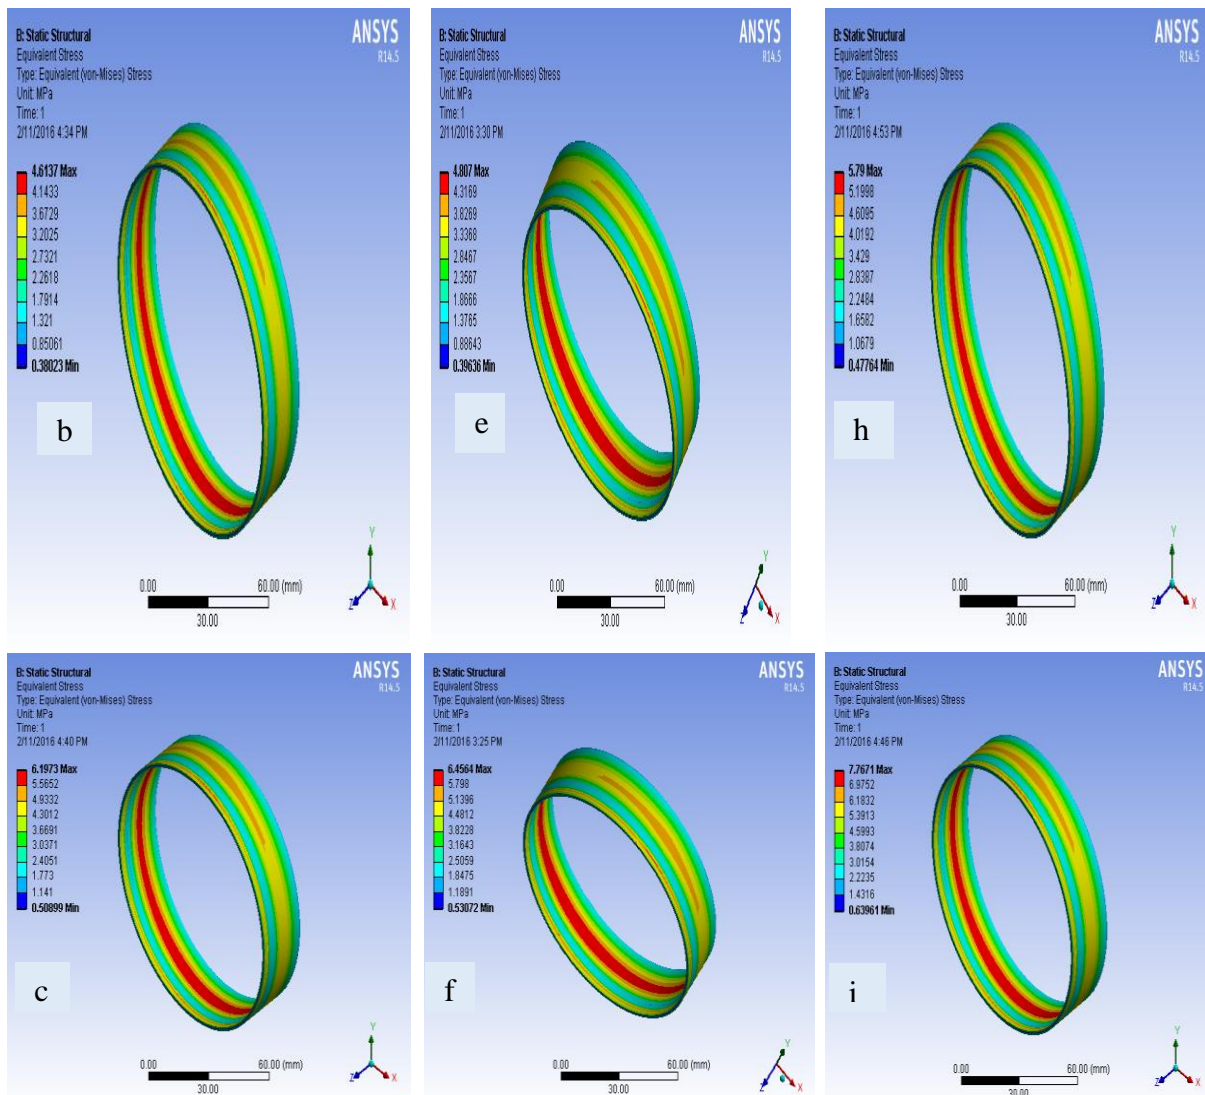 B: Static Structural
Equivalent Stress
Type: Equivalent (von-Mises) Stress
Unit: MPa
Time: 1
2/11/2016 4:34 PM
ANSYS
R14.5
4.6137 Max
4.1433
3.6729
3.2025
2.7321
2.2618
1.7914
1.321
0.85061
0.38023 Min
b
0.00
60.00 (mm)
30.00
Y
Z
X
B: Static Structural
Equivalent Stress
Type: Equivalent (von-Mises) Stress
Unit: MPa
Time: 1
2/11/2016 3:30 PM
ANSYS
R14.5
4.807 Max
4.3169
3.8269
3.3368
2.8467
2.3567
1.8666
1.3765
0.88643
0.39636 Min
e
0.00
60.00 (mm)
30.00
Y
Z
X
B: Static Structural
Equivalent Stress
Type: Equivalent (von-Mises) Stress
Unit: MPa
Time: 1
2/11/2016 4:53 PM
ANSYS
R14.5
5.79 Max
5.1998
4.6095
4.0192
3.429
2.8387
2.2484
1.6582
1.0679
0.47764 Min
h
0.00
60.00 (mm)
30.00
Y
Z
X
B: Static Structural
Equivalent Stress
Type: Equivalent (von-Mises) Stress
Unit: MPa
Time: 1
2/11/2016 4:40 PM
ANSYS
R14.5
6.1973 Max
5.5652
4.9332
4.3012
3.6691
3.0371
2.4051
1.773
1.141
0.50899 Min
c
0.00
60.00 (mm)
30.00
Y
Z
X
B: Static Structural
Equivalent Stress
Type: Equivalent (von-Mises) Stress
Unit: MPa
Time: 1
2/11/2016 3:25 PM
ANSYS
R14.5
6.4564 Max
5.798
5.1396
4.4812
3.8228
3.1643
2.5059
1.8475
1.1891
0.53072 Min
f
0.00
60.00 (mm)
30.00
Y
Z
X
B: Static Structural
Equivalent Stress
Type: Equivalent (von-Mises) Stress
Unit: MPa
Time: 1
2/11/2016 4:46 PM
ANSYS
R14.5
7.7671 Max
6.9752
6.1832
5.3913
4.5993
3.8074
3.0154
2.2235
1.4316
0.63961 Min
i
0.00
60.00 (mm)
30.00
Y
Z
X